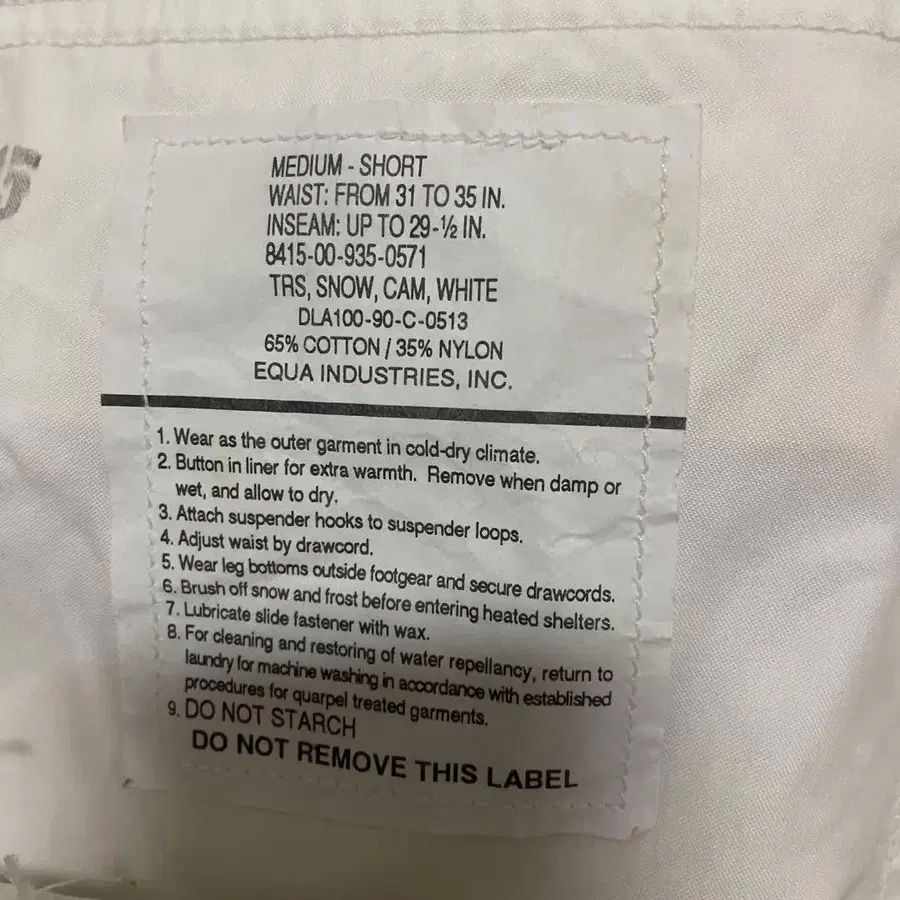 MEDIUM - SHORT
WAIST: FROM 31 TO 35 IN.
INSEAM: UP TO 29-½ IN.
8415-00-935-0571
TRS, SNOW, CAM, WHITE
DLA100-90-C-0513
65% COTTON / 35% NYLON
EQUA INDUSTRIES, INC.
1. Wear as the outer garment in cold-dry climate.
2. Button in liner for extra warmth. Remove when damp or
wet, and allow to dry.
3. Attach suspender hooks to suspender loops.
4. Adjust waist by drawcord.
5. Wear leg bottoms outside footgear and secure drawcords.
6. Brush off snow and frost before entering heated shelters.
7. Lubricate slide fastener with wax.
8. For cleaning and restoring of water repellancy, return to
laundry for machine washing in accordance with established
procedures for quarpel treated garments.
9. DO NOT STARCH
DO NOT REMOVE THIS LABEL